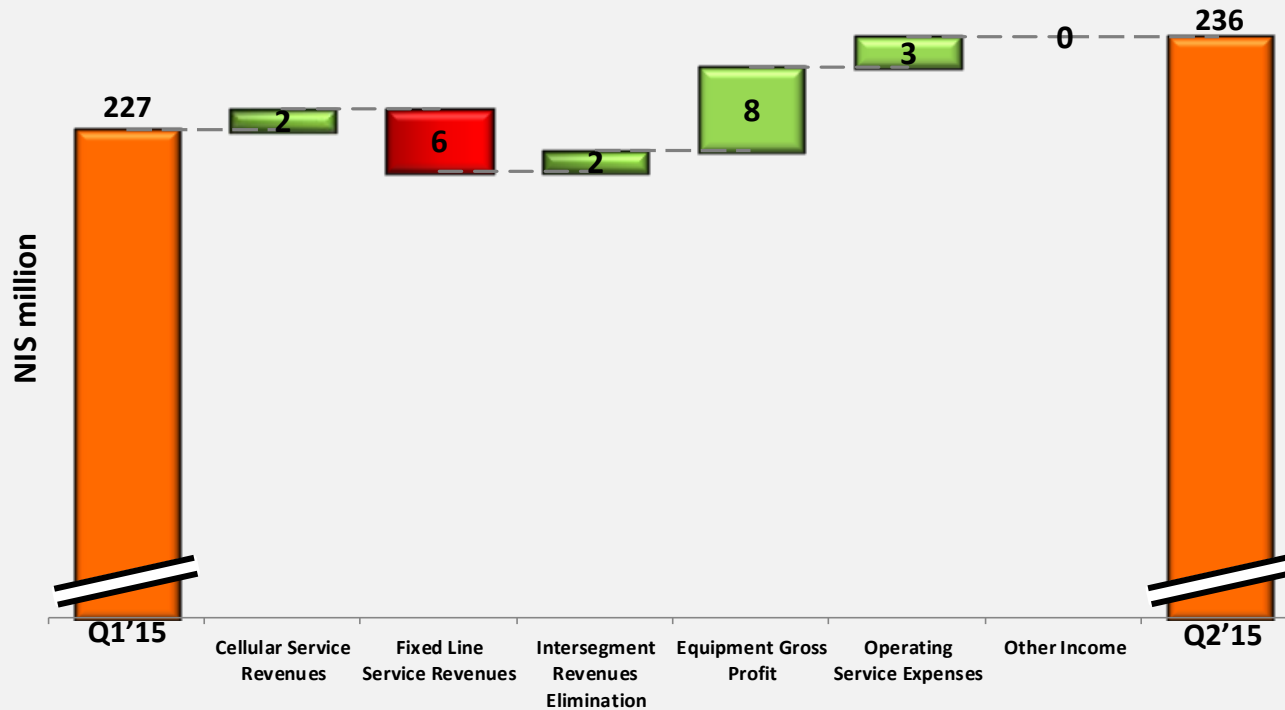 236
0
3
227
2
8
6
2
NIS million
Q1’15
Cellular Service
Revenues
Fixed Line
Service Revenues
Intersegment
Revenues
Elimination
Equipment Gross
Profit
Operating
Service Expenses
Other Income
Q2’15